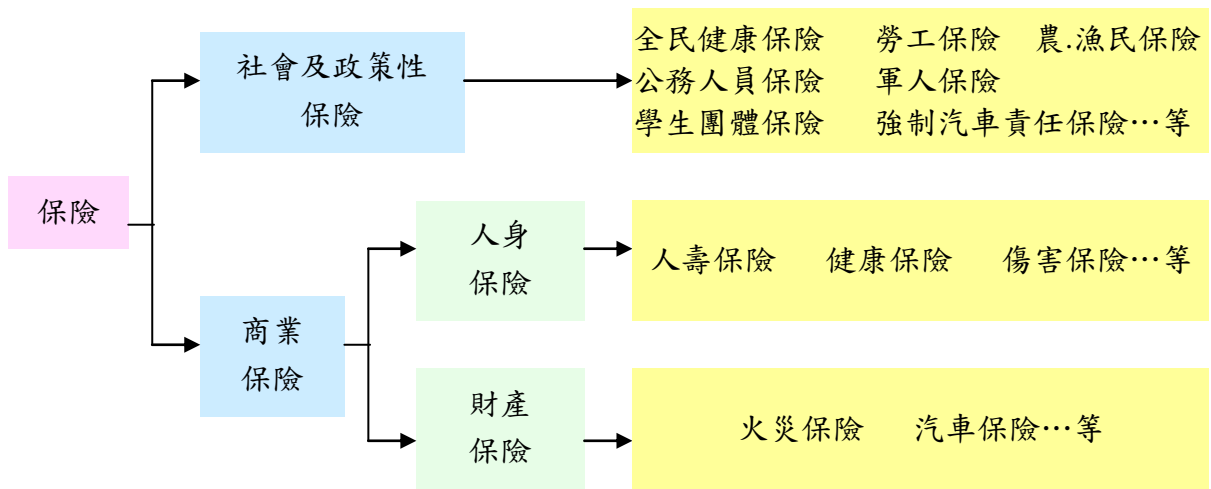 社會及政策性
保險
全民健康保險 勞工保險 農.漁民保險
公務人員保險 軍人保險
學生團體保險 強制汽車責任保險…等
保險
人身
保險
人壽保險 健康保險 傷害保險…等
商業
保險
財產
保險
火災保險 汽車保險…等